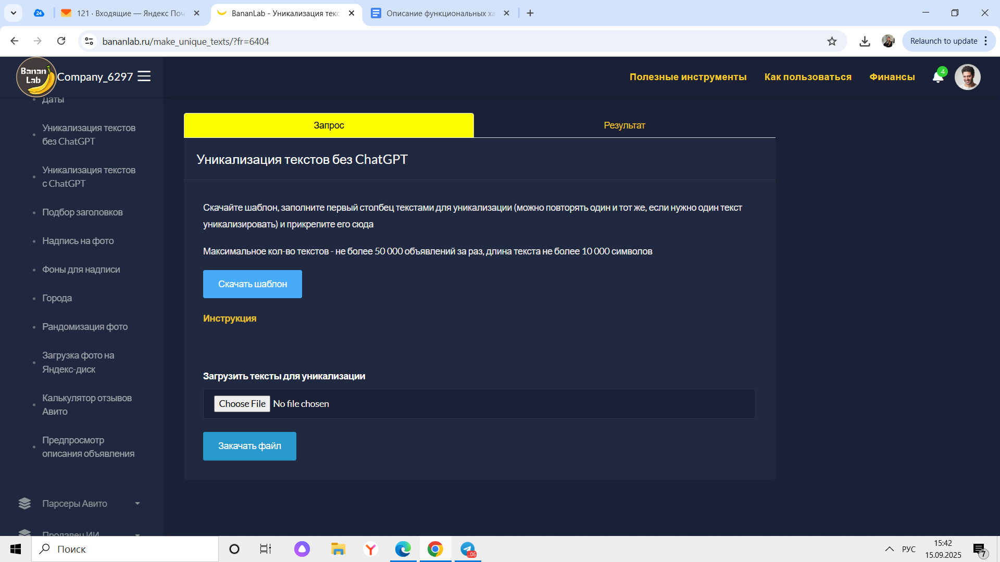 24
121 · Входящие — Яндекс Поч
BananLab - Уникализация текс
Описание функциональных ха
bananlab.ru/make_unique_texts/?fr=6404
Relaunch to update
Banan Lab
Company_6297
Полезные инструменты
Как пользоваться
Финансы
4
Даты
Уникализация текстов
без ChatGPT
Уникализация текстов
с ChatGPT
Подбор заголовков
Надпись на фото
Фоны для надписи
Города
Рандомизация фото
Загрузка фото на
Яндекс-диск
Калькулятор отзывов
Авито
Предпросмотр
описания объявления
Парсеры Авито
Продавец ИИ
Запрос
Результат
Уникализация текстов без ChatGPT
Скачайте шаблон, заполните первый столбец текстами для уникализации (можно повторять один и тот же, если нужно один текст
уникализировать) и прикрепите его сюда
Максимальное кол-во текстов - не более 50 000 объявлений за раз, длина текста не более 10 000 символов
Скачать шаблон
Инструкция
Загрузить тексты для уникализации
Choose File No file chosen
Закачать файл
Поиск
..06
РУС
15:42
15.09.2025
7